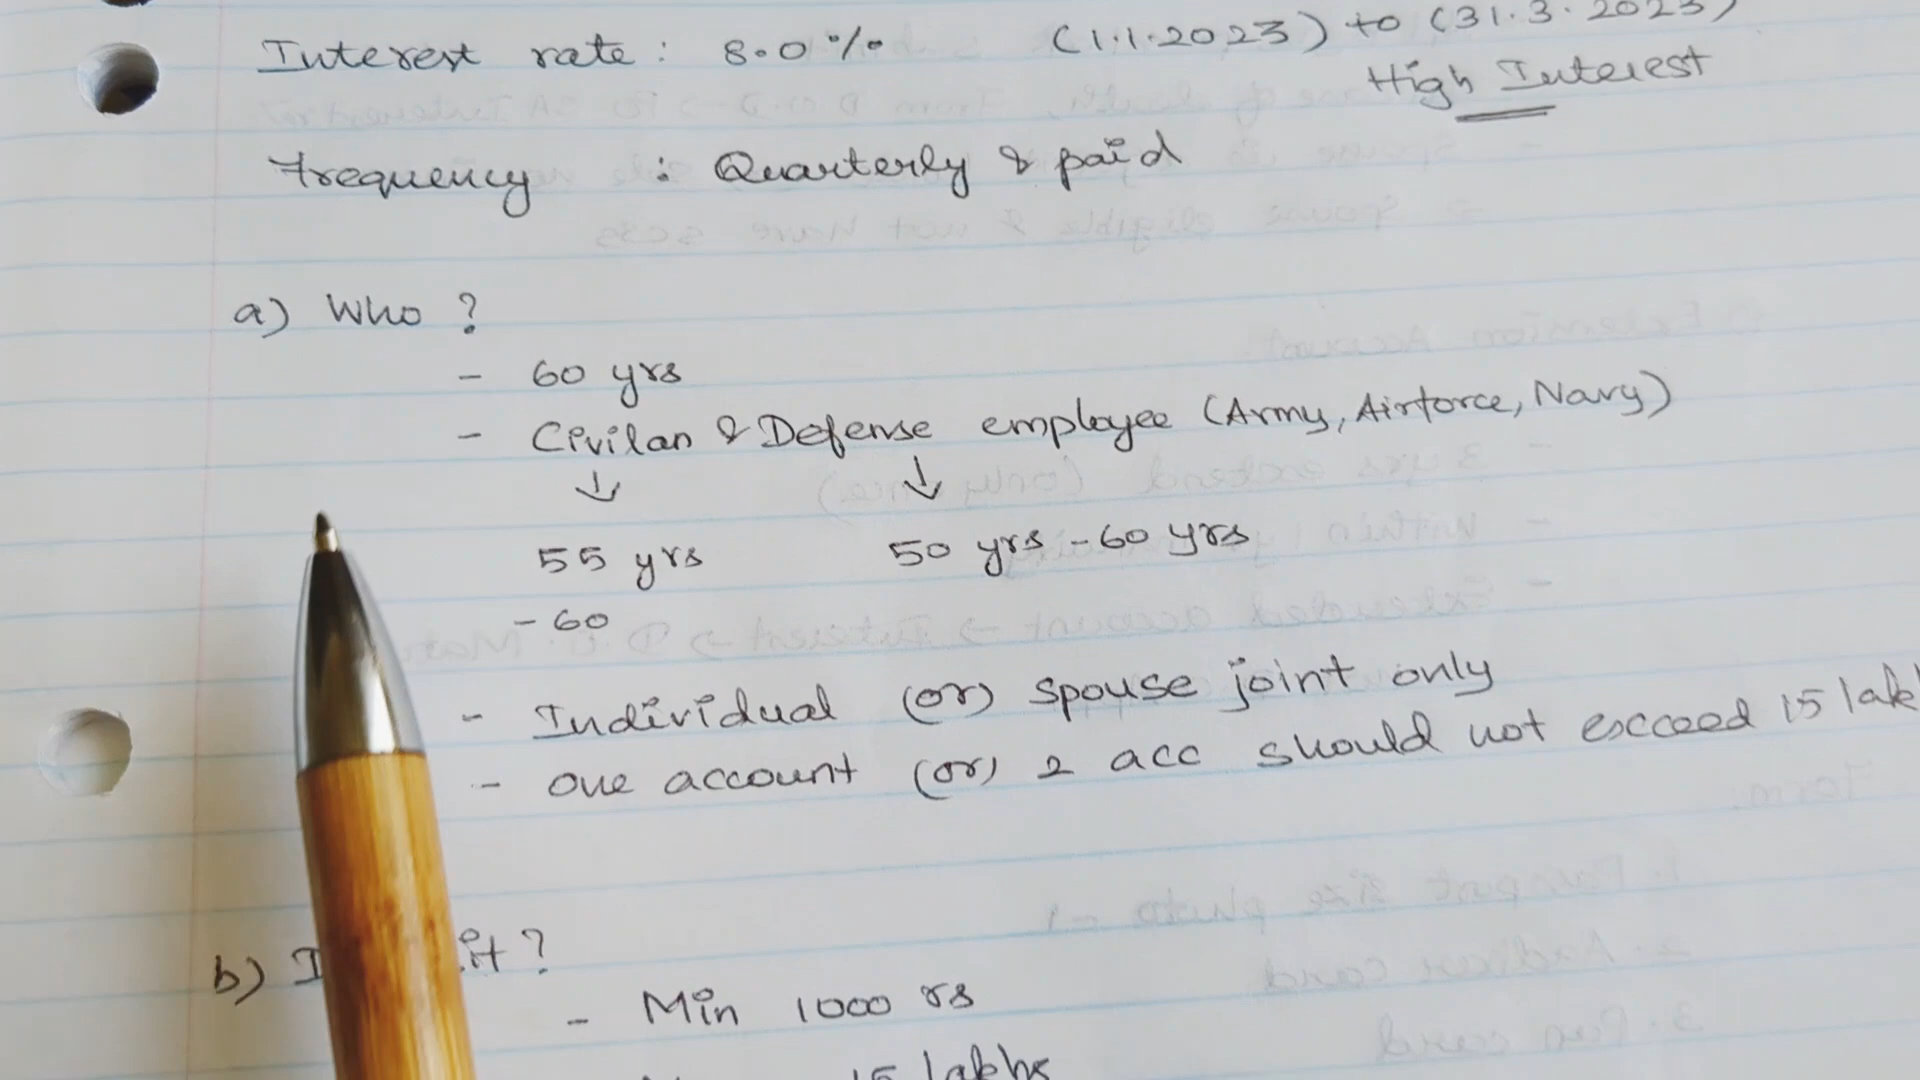 Interest rate : 8.0 % (1.1.2023) to (31.3.2023)
High Interest
Frequency : Quarterly & paid
a) Who ?
- 60 yrs
- Civilan & Defense employee (Army, Airforce, Navy)
↓ ↓
55 yrs 50 yrs - 60 yrs
- 60
- Individual (or) spouse joint only
- one account (or) 2 acc should not exceed 15 lak
b) ?
- Min 1000 rs
15 lakhs